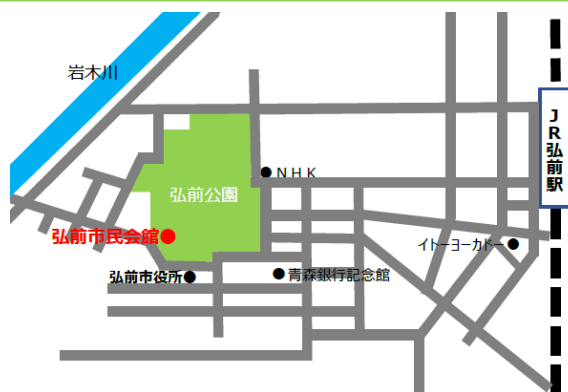 岩木川
JR弘前駅
●NHK
弘前公園
弘前市民会館●
イトーヨーカドー●
弘前市役所●
●青森銀行記念館